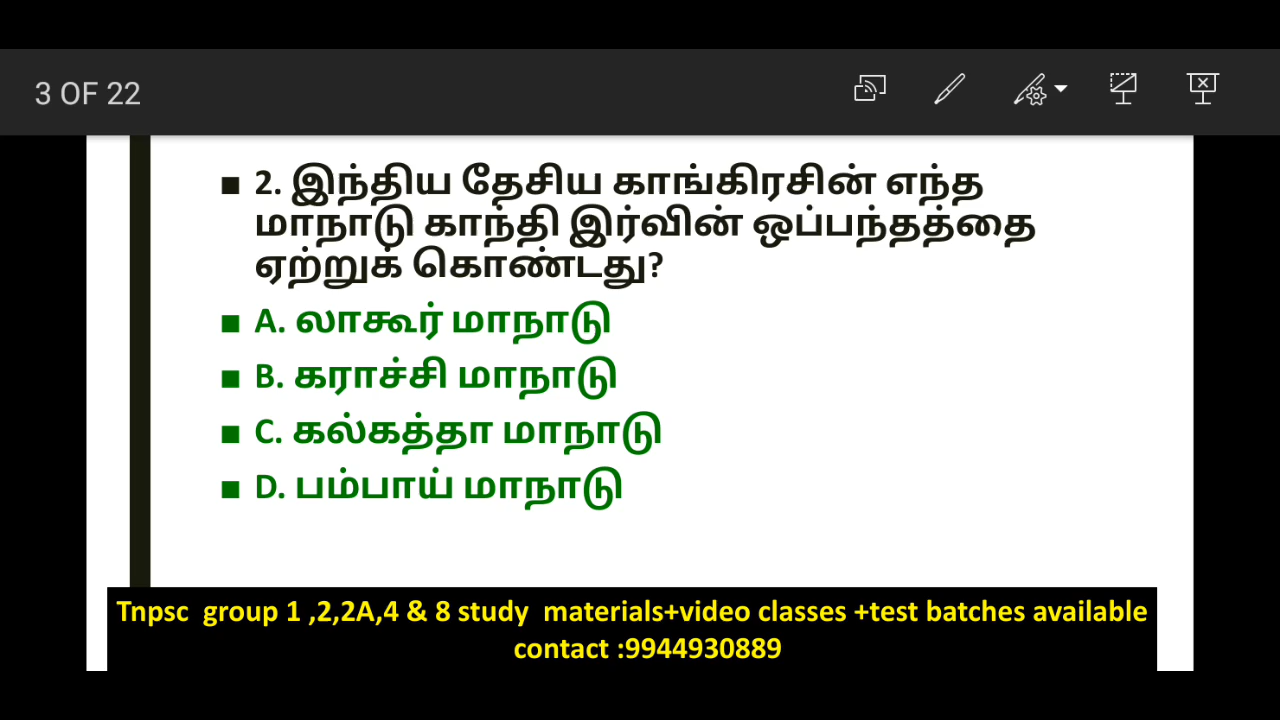 3 OF 22
2. இந்திய தேசிய காங்கிரசின் எந்த
மாநாடு காந்தி இர்வின் ஒப்பந்தத்தை
ஏற்றுக் கொண்டது?
A. லாகூர் மாநாடு
B. கராச்சி மாநாடு
C. கல்கத்தா மாநாடு
D. பம்பாய் மாநாடு
Tnpsc group 1 ,2,2A,4 & 8 study materials+video classes +test batches available
contact :9944930889